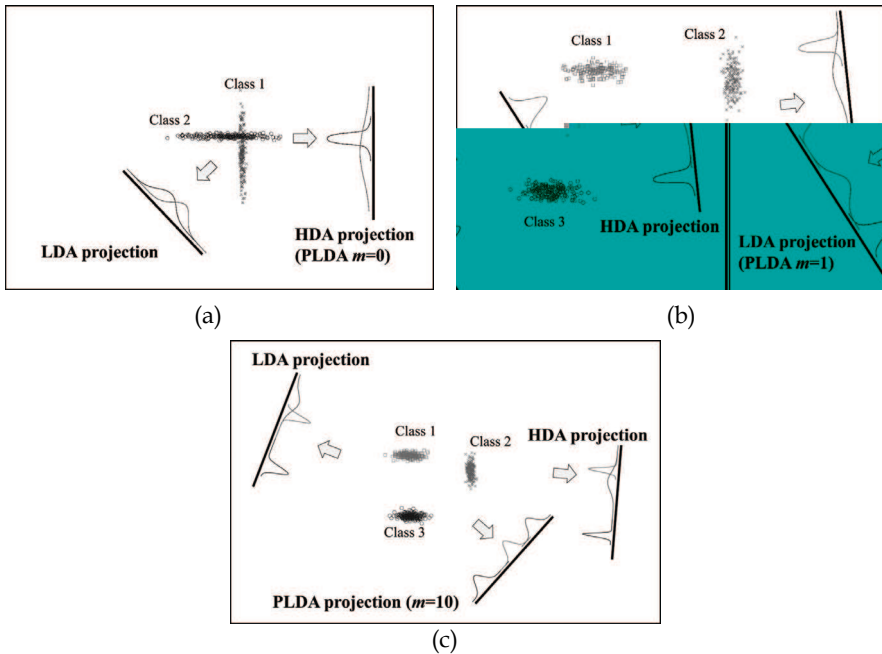 Class 1
Class 2
LDA projection
HDA projection
(PLDA m=0)
(a)
Class 1
Class 2
Class 3
HDA projection
LDA projection
(PLDA m=1)
(b)
LDA projection
Class 1
Class 2
HDA projection
Class 3
PLDA projection (m=10)
(c)